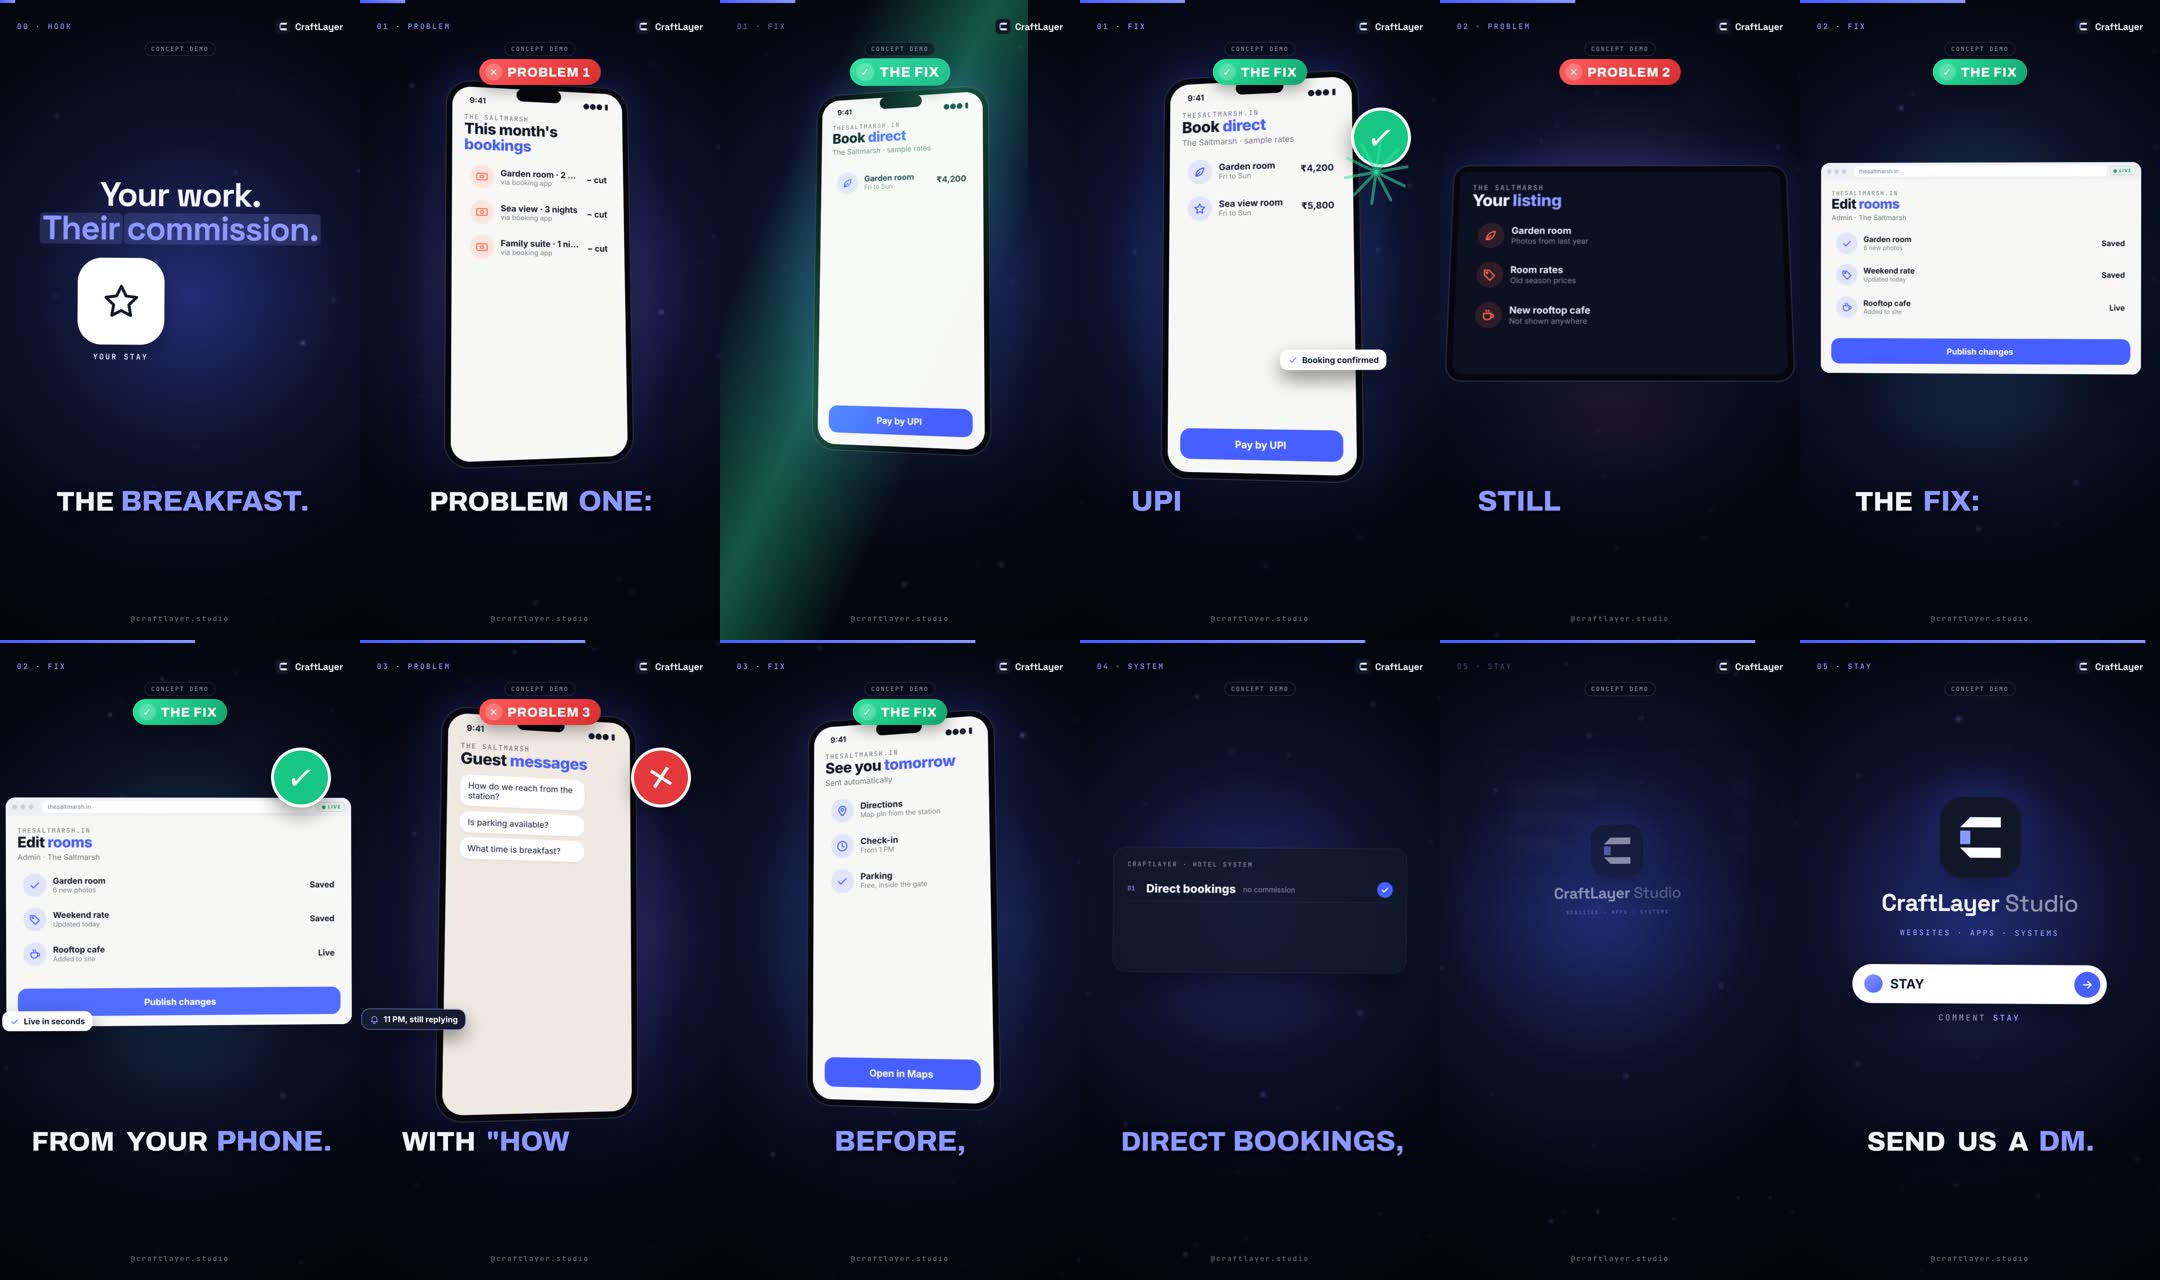 00 · HOOK
CraftLayer
CONCEPT DEMO
Your work.
Their commission.
YOUR STAY
THE BREAKFAST.
@craftlayer.studio
01 · PROBLEM
CraftLayer
CONCEPT DEMO
PROBLEM 1
9:41
THE SALTMARSH
This month's
bookings
Garden room · 2 ...
via booking app
– cut
Sea view · 3 nights
via booking app
– cut
Family suite · 1 ni...
via booking app
– cut
PROBLEM ONE:
@craftlayer.studio
01 · FIX
CraftLayer
CONCEPT DEMO
THE FIX
9:41
THESALTMARSH.IN
Book direct
The Saltmarsh · sample rates
Garden room
Fri to Sun
₹4,200
Pay by UPI
@craftlayer.studio
01 · FIX
CraftLayer
CONCEPT DEMO
THE FIX
9:41
THESALTMARSH.IN
Book direct
The Saltmarsh · sample rates
Garden room
Fri to Sun
₹4,200
Sea view room
Fri to Sun
₹5,800
Booking confirmed
Pay by UPI
UPI
@craftlayer.studio
02 · PROBLEM
CraftLayer
CONCEPT DEMO
PROBLEM 2
THE SALTMARSH
Your listing
Garden room
Photos from last year
Room rates
Old season prices
New rooftop cafe
Not shown anywhere
STILL
@craftlayer.studio
02 · FIX
CraftLayer
CONCEPT DEMO
THE FIX
thesaltmarsh.in
LIVE
THESALTMARSH.IN
Edit rooms
Admin · The Saltmarsh
Garden room
6 new photos
Saved
Weekend rate
Updated today
Saved
Rooftop cafe
Added to site
Live
Publish changes
THE FIX:
@craftlayer.studio
02 · FIX
CraftLayer
CONCEPT DEMO
THE FIX
thesaltmarsh.in
LIVE
THESALTMARSH.IN
Edit rooms
Admin · The Saltmarsh
Garden room
6 new photos
Saved
Weekend rate
Updated today
Saved
Rooftop cafe
Added to site
Live
Publish changes
Live in seconds
FROM YOUR PHONE.
@craftlayer.studio
03 · PROBLEM
CraftLayer
CONCEPT DEMO
PROBLEM 3
9:41
THE SALTMARSH
Guest messages
How do we reach from the
station?
Is parking available?
What time is breakfast?
11 PM, still replying
WITH "HOW
@craftlayer.studio
03 · FIX
CraftLayer
CONCEPT DEMO
THE FIX
9:41
THESALTMARSH.IN
See you tomorrow
Sent automatically
Directions
Map pin from the station
Check-in
From 1 PM
Parking
Free, inside the gate
Open in Maps
BEFORE,
@craftlayer.studio
04 · SYSTEM
CraftLayer
CONCEPT DEMO
CRAFTLAYER · HOTEL SYSTEM
01 Direct bookings no commission
DIRECT BOOKINGS,
@craftlayer.studio
05 · STAY
CraftLayer
CONCEPT DEMO
CraftLayer Studio
WEBSITES · APPS · SYSTEMS
@craftlayer.studio
05 · STAY
CraftLayer
CONCEPT DEMO
CraftLayer Studio
WEBSITES · APPS · SYSTEMS
STAY
COMMENT STAY
SEND US A DM.
@craftlayer.studio